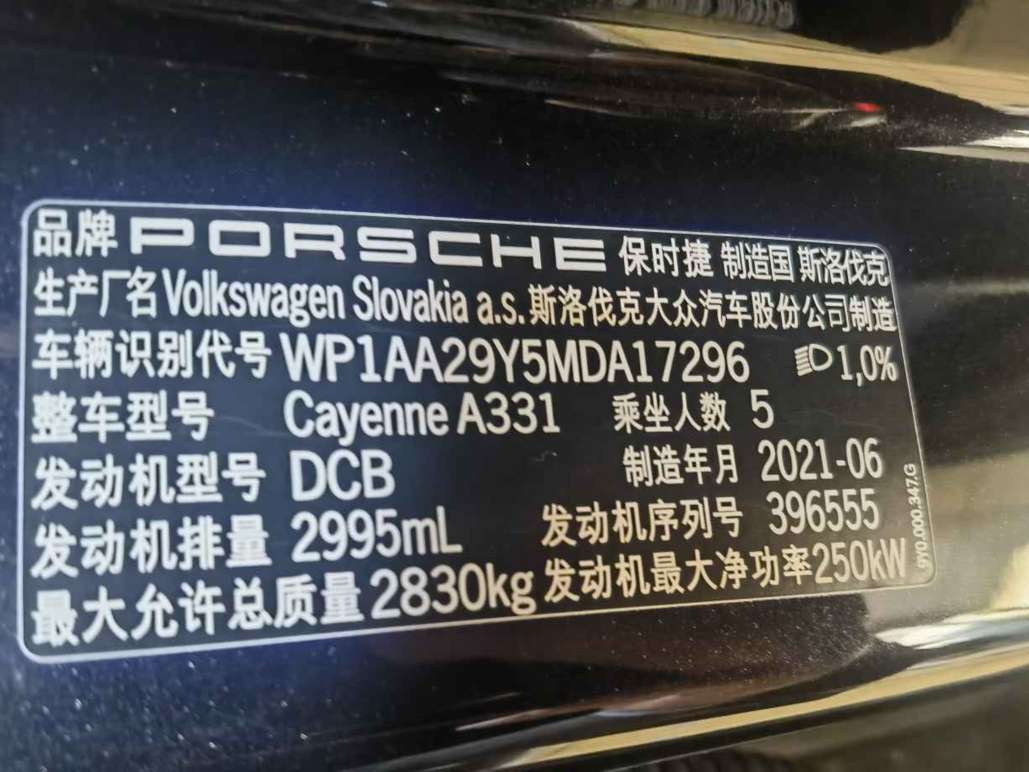 品牌 PORSCHE 保时捷 制造国 斯洛伐克
生产厂名 Volkswagen Slovakia a.s. 斯洛伐克大众汽车股份公司制造
车辆识别代号 WP1AA29Y5MDA17296 1,0%
整车型号 Cayenne A331 乘坐人数 5
发动机型号 DCB 制造年月 2021-06
发动机排量 2995mL 发动机序列号 396555
最大允许总质量 2830kg 发动机最大净功率 250kW
9Y0.000.347.G